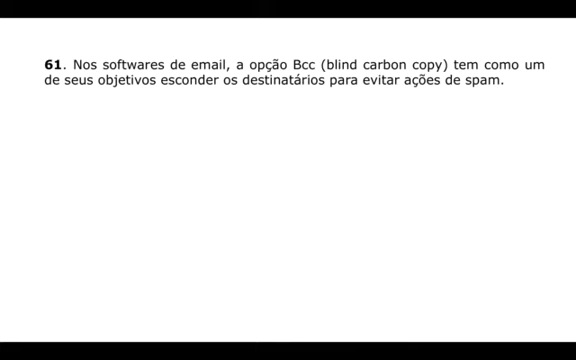 61. Nos softwares de email, a opção Bcc (blind carbon copy) tem como um
de seus objetivos esconder os destinatários para evitar ações de spam.